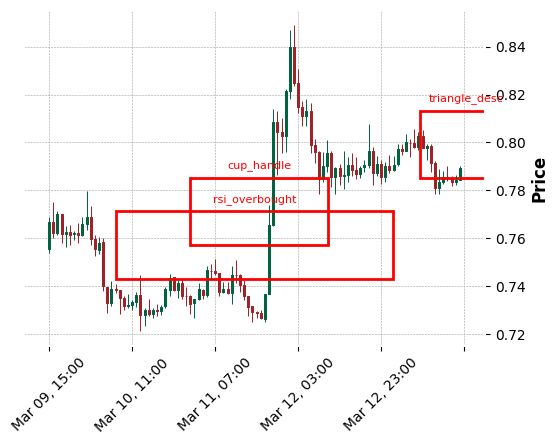 0.84
triangle_desc
0.82
0.80
cup_handle
0.78
rsi_overbought
0.76
0.74
0.72
Price
Mar 09, 15:00
Mar 10, 11:00
Mar 11, 07:00
Mar 12, 03:00
Mar 12, 23:00